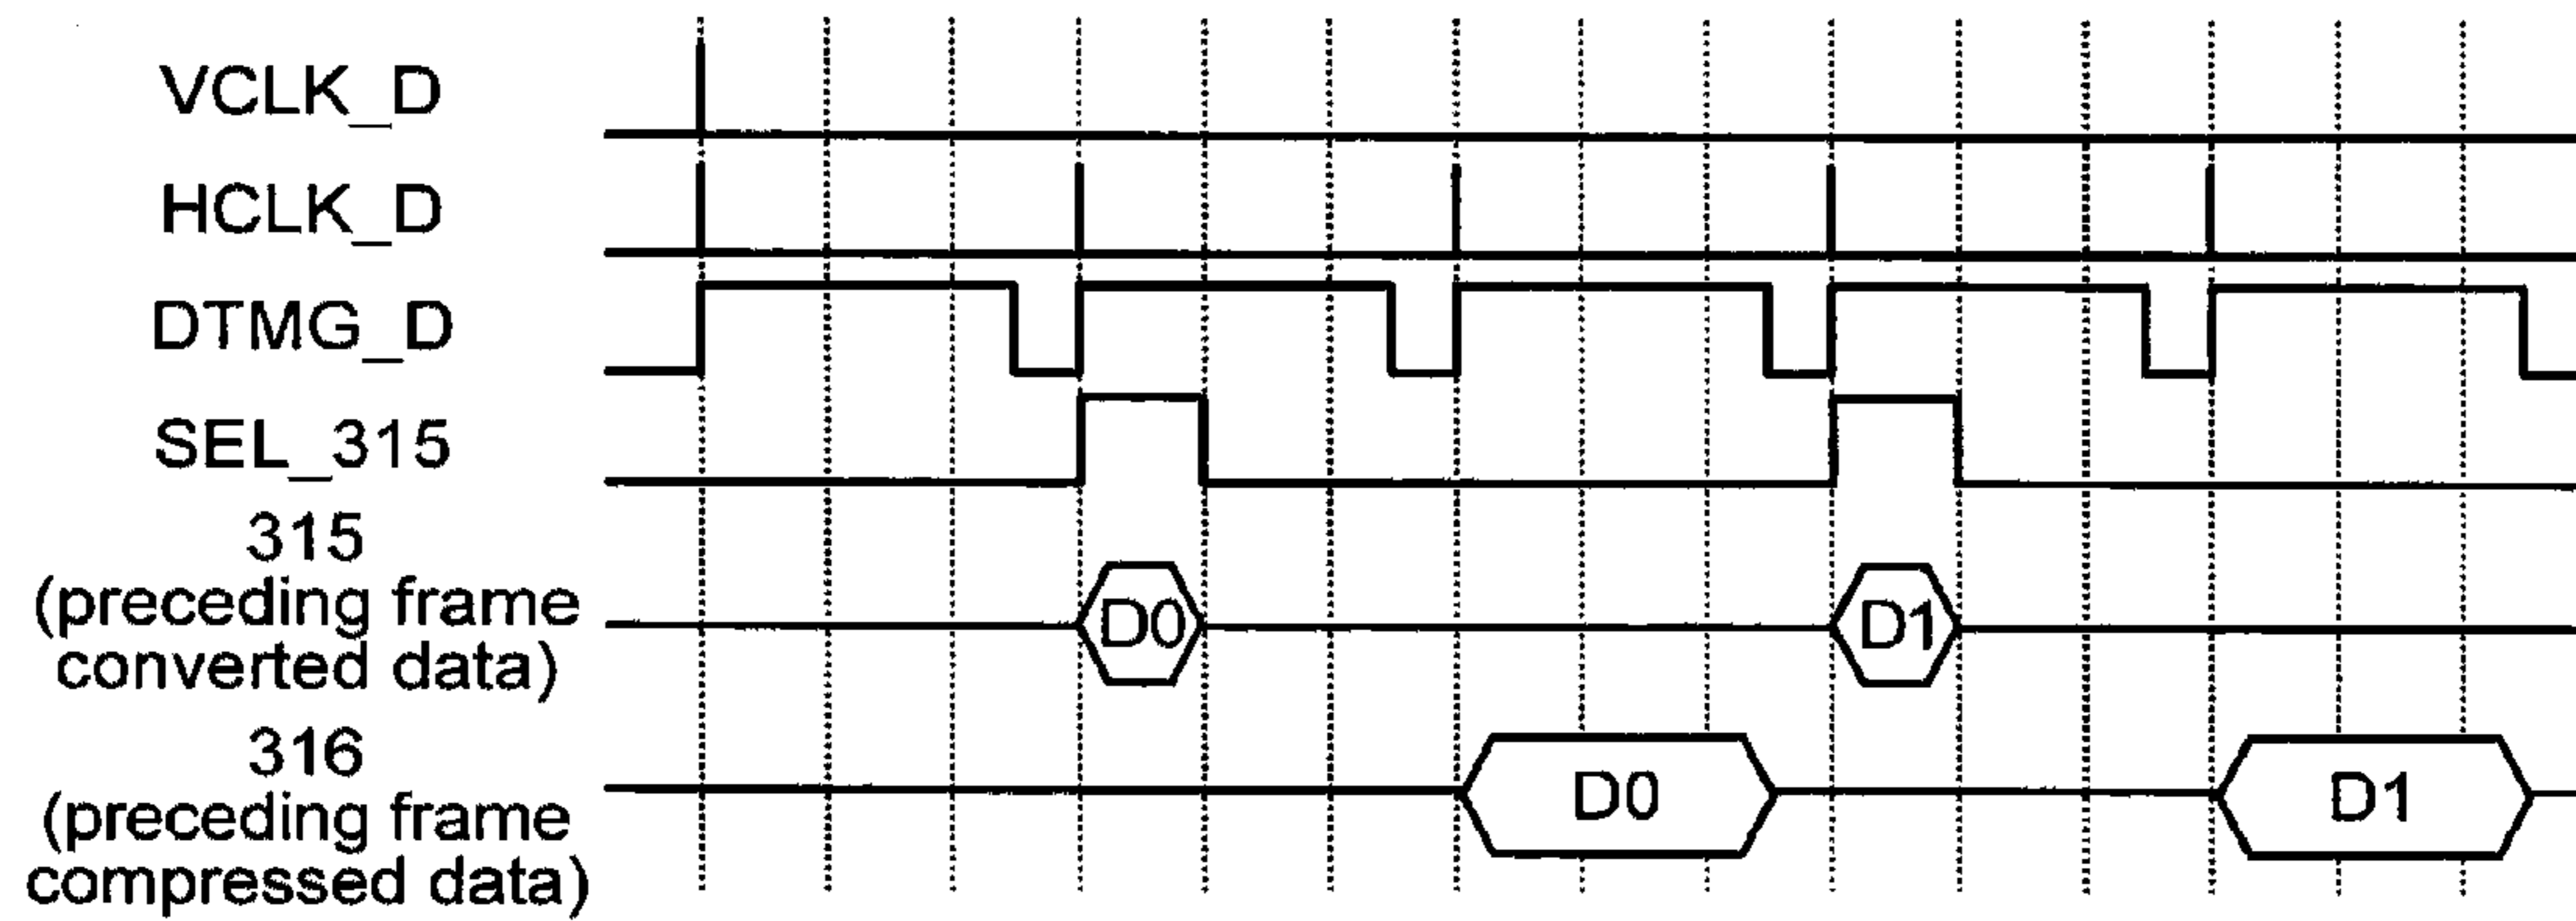 VCLK_D
HCLK_D
DTMG_D
SEL_315
315
(preceding frame
converted data)
D0
D1
316
(preceding frame
compressed data)
D0
D1